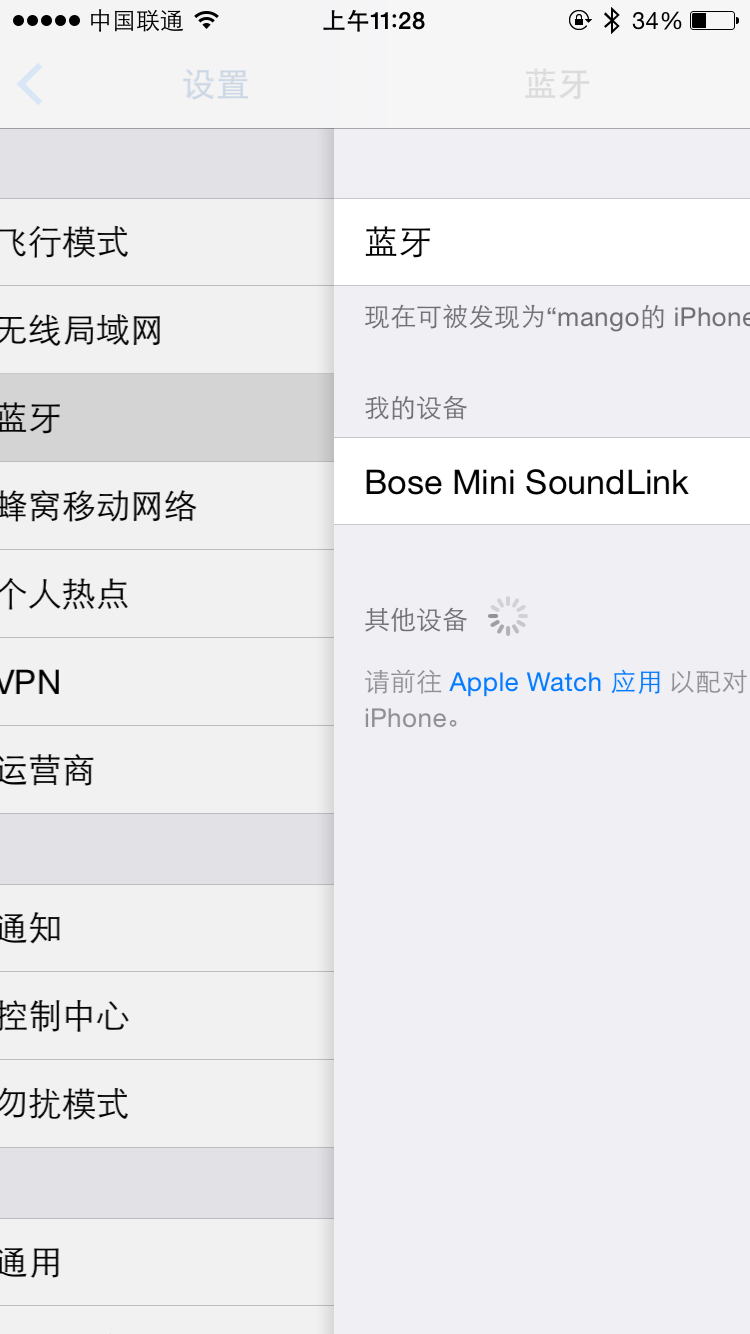 中国联通
上午11:28
34%
设置
蓝牙
飞行模式
无线局域网
蓝牙
蜂窝移动网络
个人热点
VPN
运营商
通知
控制中心
勿扰模式
通用
蓝牙
现在可被发现为“mango的 iPhone
我的设备
Bose Mini SoundLink
其他设备
请前往 Apple Watch 应用 以配对
iPhone。